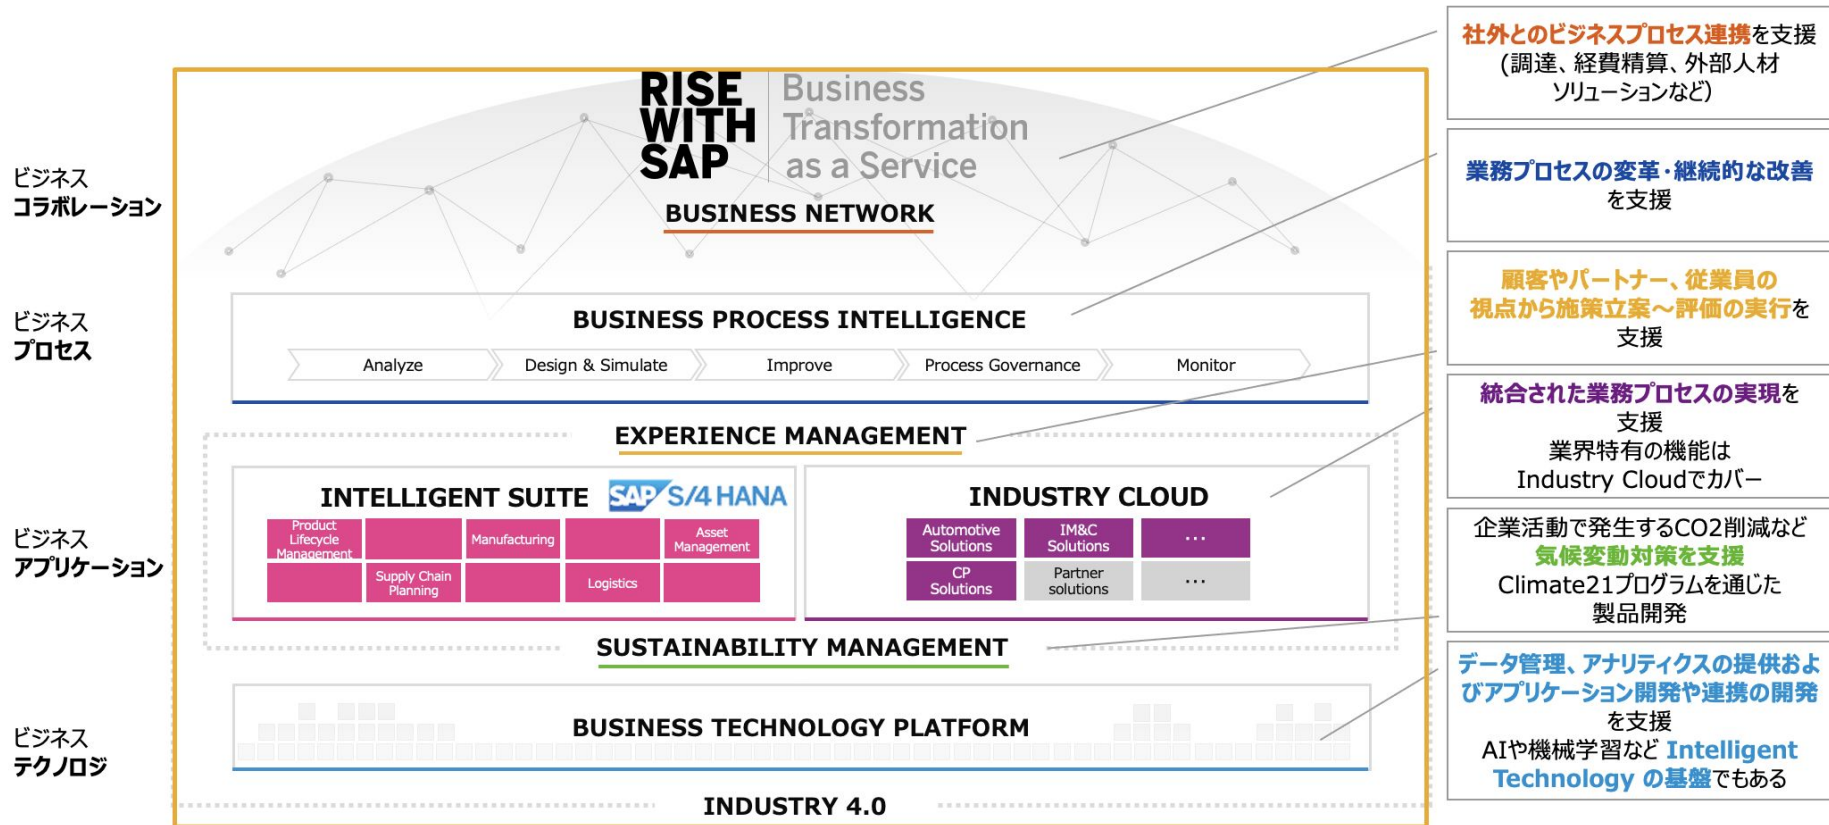 RISE
WITH
SAP
Business
Transformation
as a Service
BUSINESS NETWORK
ビジネス
コラボレーション
社外とのビジネスプロセス連携を支援
(調達、経費精算、外部人材
ソリューションなど)
ビジネス
プロセス
BUSINESS PROCESS INTELLIGENCE
Analyze
Design & Simulate
Improve
Process Governance
Monitor
業務プロセスの変革・継続的な改善
を支援
EXPERIENCE MANAGEMENT
顧客やパートナー、従業員の
視点から施策立案～評価の実行を
支援
ビジネス
アプリケーション
INTELLIGENT SUITE SAP S/4HANA
Product
Lifecycle
Management
Manufacturing
Asset
Management
Supply Chain
Planning
Logistics
INDUSTRY CLOUD
Automotive
Solutions
IM&C
Solutions
...
CP
Solutions
Partner
solutions
...
統合された業務プロセスの実現を
支援
業界特有の機能は
Industry Cloudでカバー
SUSTAINABILITY MANAGEMENT
企業活動で発生するCO2削減など
気候変動対策を支援
Climate21プログラムを通じた
製品開発
ビジネス
テクノロジ
BUSINESS TECHNOLOGY PLATFORM
データ管理、アナリティクスの提供およ
びアプリケーション開発や連携の開発
を支援
AIや機械学習など Intelligent
Technology の基盤でもある
INDUSTRY 4.0